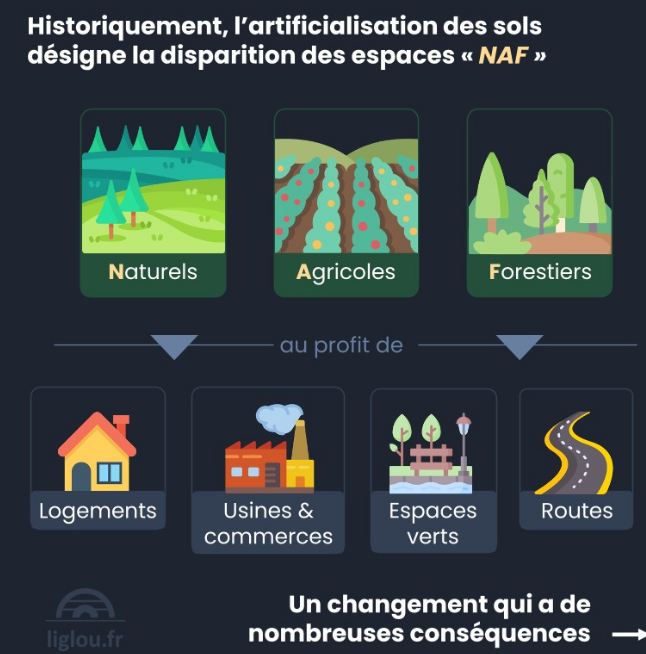 Historiquement, l’artificialisation des sols
désigne la disparition des espaces « NAF »
Naturels
Agricoles
Forestiers
au profit de
Logements
Usines &
commerces
Espaces
verts
Routes
liglou.fr
Un changement qui a de
nombreuses conséquences